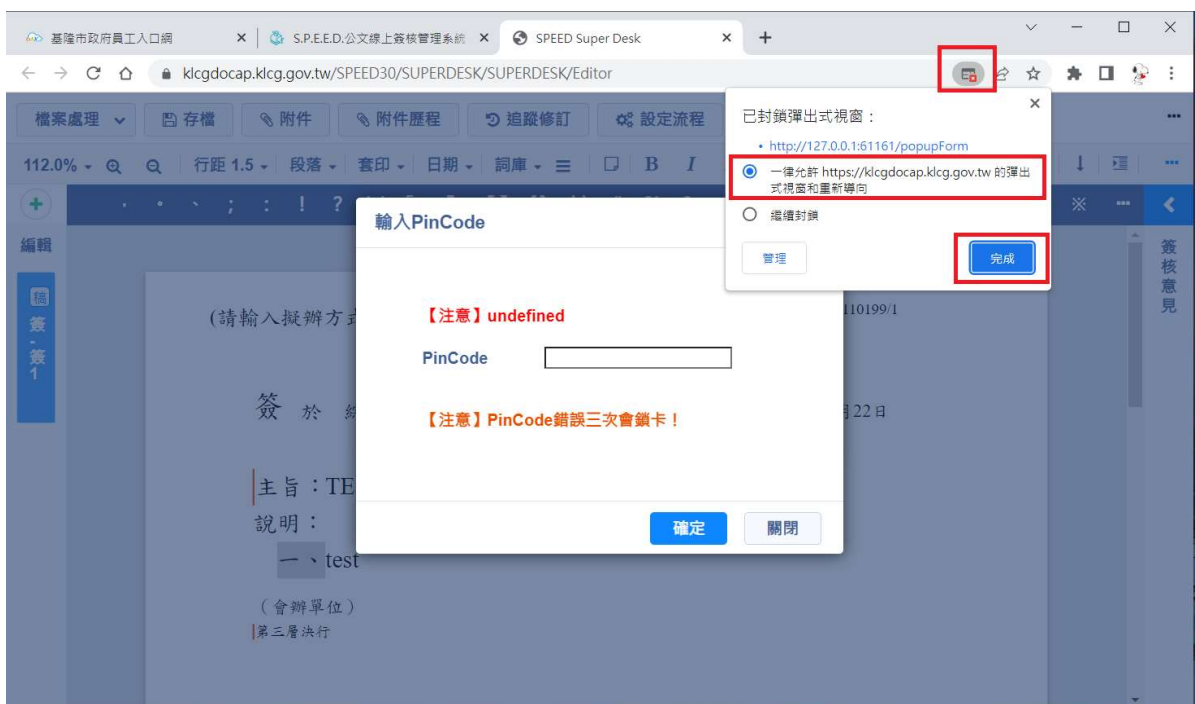 基隆市政府員工入口網
S.P.E.E.D.公文線上簽核管理系統
SPEED Super Desk
klcgdocap.klcg.gov.tw/SPEED30/SUPERDESK/SUPERDESK/Editor
檔案處理
存檔
附件
附件歷程
追蹤修訂
設定流程
112.0%
行距 1.5
段落
套印
日期
詞庫
B
I
已封鎖彈出式視窗：
• http://127.0.0.1:61161/popupForm
一律允許 https://klcgdocap.klcg.gov.tw 的彈出
式視窗和重新導向
繼續封鎖
管理
完成
、 ; : ! ?
※
編輯
稿
簽
-
簽
1
簽
核
意
見
輸入PinCode
【注意】undefined
PinCode
【注意】PinCode錯誤三次會鎖卡！
確定
關閉
(請輸入擬辦方式
110199/1
簽 於
月22日
主旨：TE
說明：
一、test
（會辦單位）
第三層決行